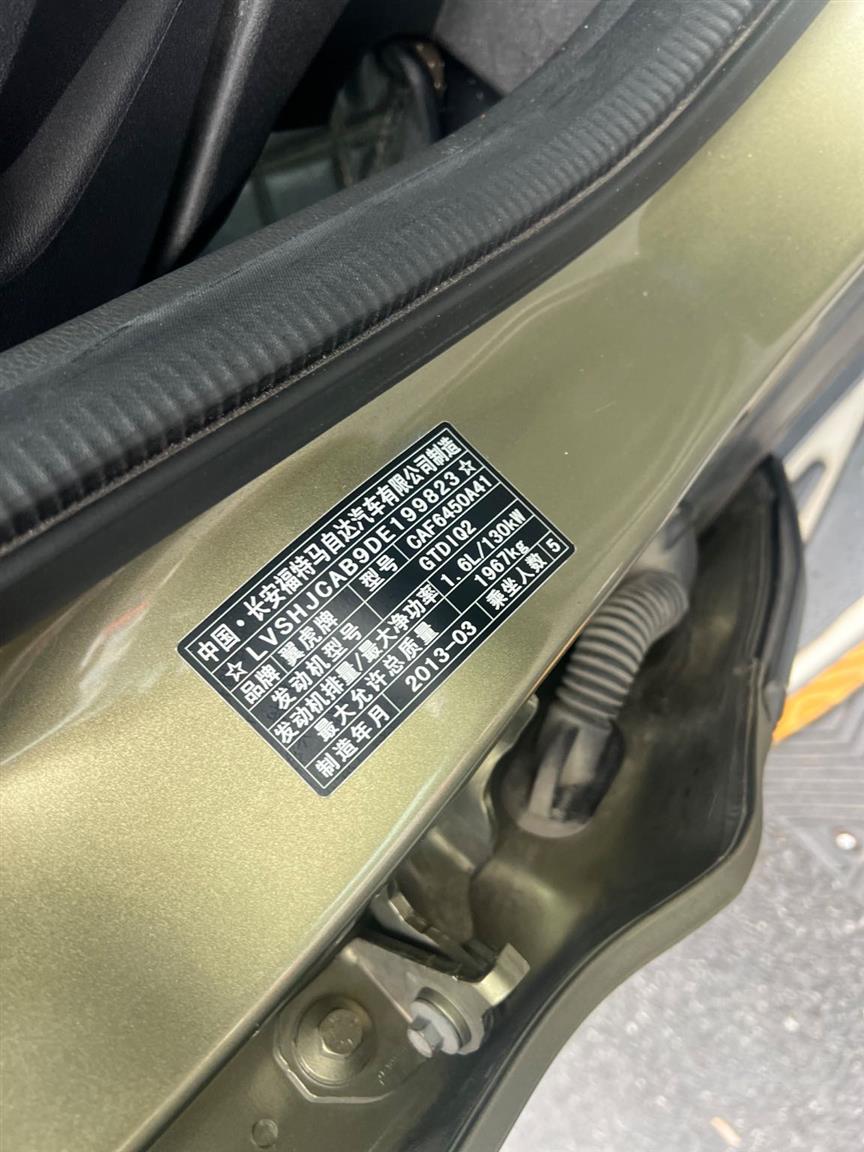 中国·长安福特马自达汽车有限公司制造
☆LVSHJCAB9DE199823☆
品牌 翼虎牌 型号 CAF6450A41
发动机型号 GTDIQ2
发动机排量/最大净功率 1.6L/130kW
最大允许总质量 1967kg
制造年月 2013-03 乘坐人数 5